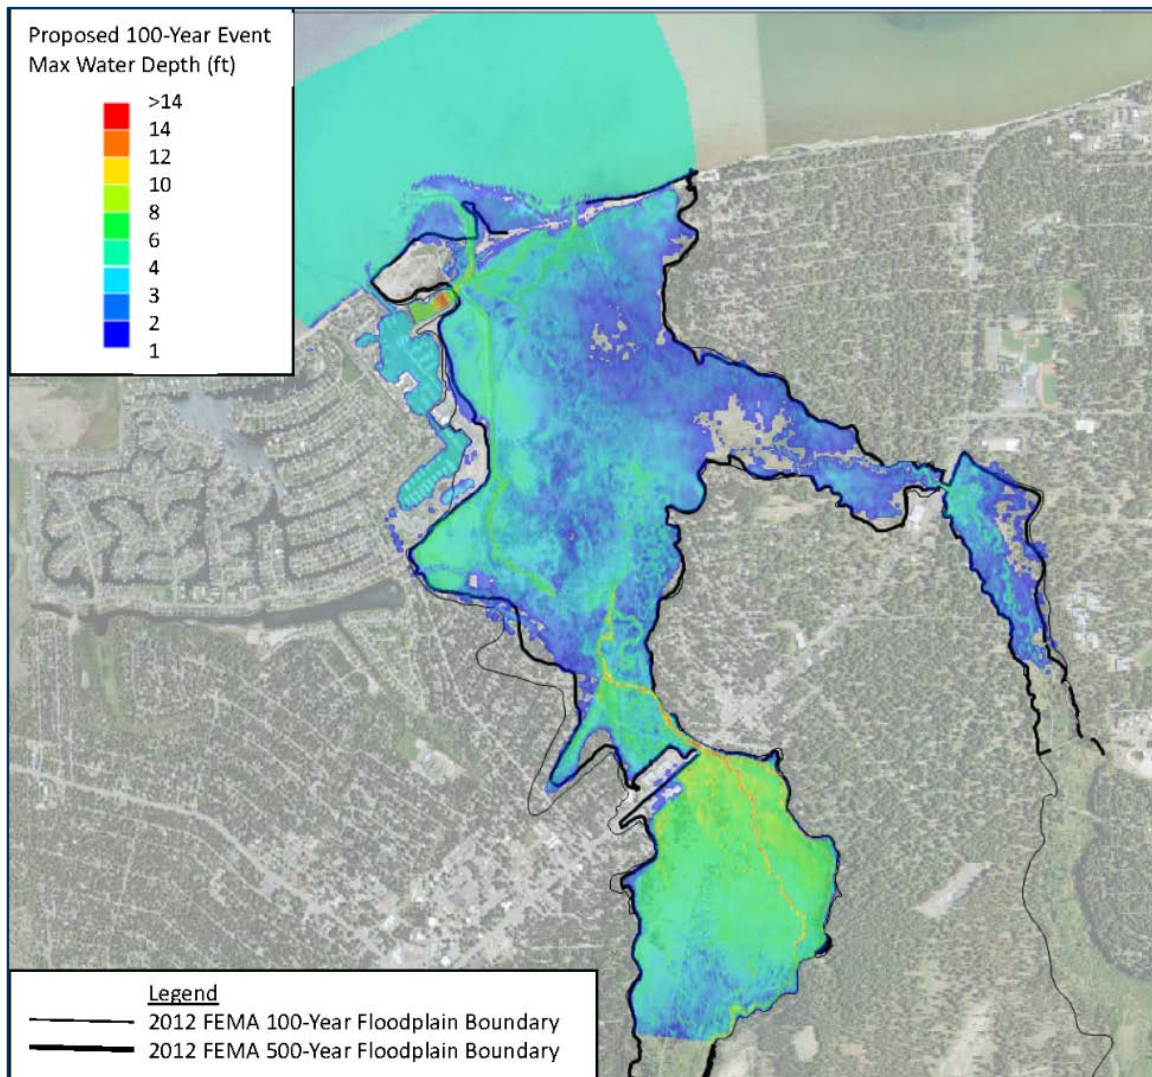 Proposed 100-Year Event
Max Water Depth (ft)
>14
14
12
10
8
6
4
3
2
1
Legend
2012 FEMA 100-Year Floodplain Boundary
2012 FEMA 500-Year Floodplain Boundary